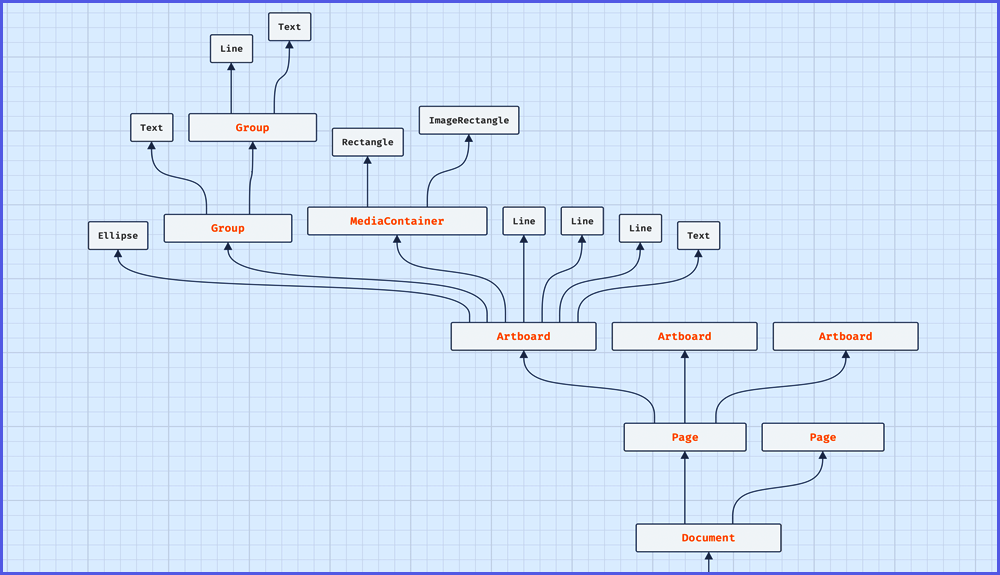 Text
Line
Text
Group
ImageRectangle
Rectangle
Group
MediaContainer
Line
Line
Line
Text
Ellipse
Artboard
Artboard
Artboard
Page
Page
Document